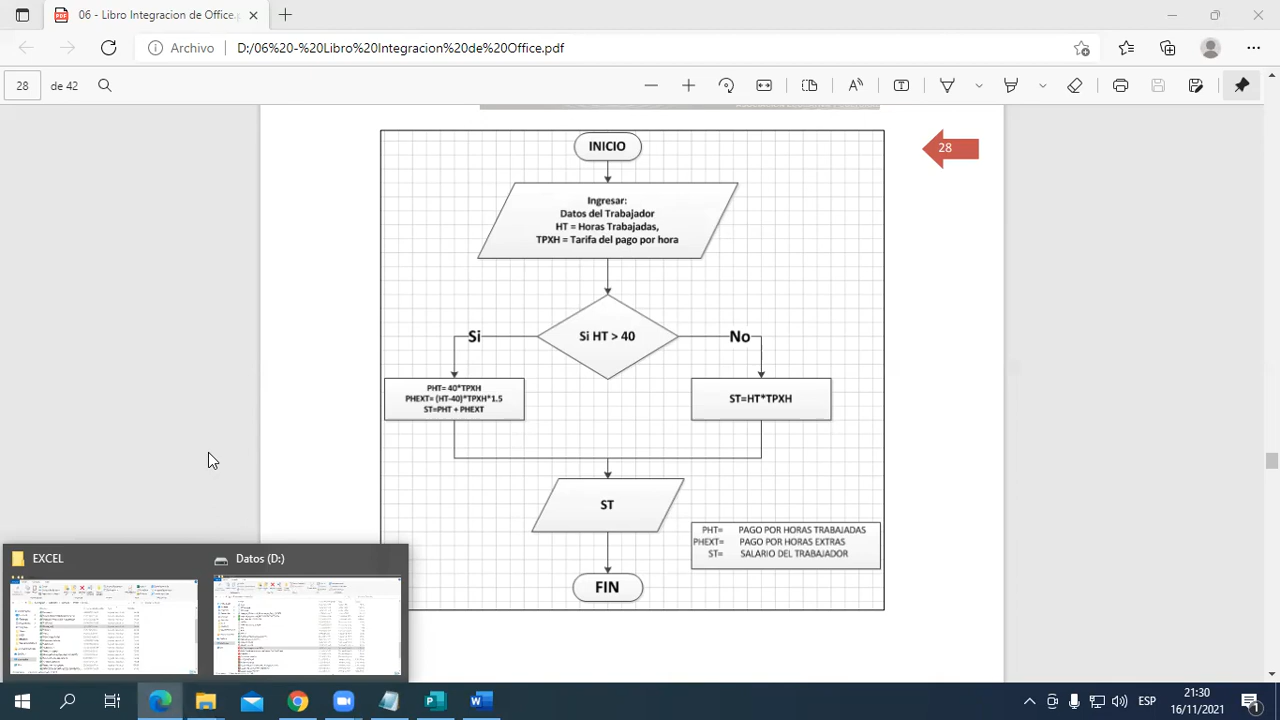 06 - Libro Integracion de Office.p
Archivo
D:/06%20-%20Libro%20Integracion%20de%20Office.pdf
28
de 42
28
INICIO
Ingresar:
Datos del Trabajador
HT = Horas Trabajadas,
TPXH = Tarifa del pago por hora
Si HT > 40
Si
No
PHT= 40*TPXH
PHEXT= (HT-40)*TPXH*1.5
ST=PHT + PHEXT
ST=HT*TPXH
ST
PHT= PAGO POR HORAS TRABAJADAS
PHEXT= PAGO POR HORAS EXTRAS
ST= SALARIO DEL TRABAJADOR
FIN
EXCEL
Datos (D:)
ESP
21:30
16/11/2021
1